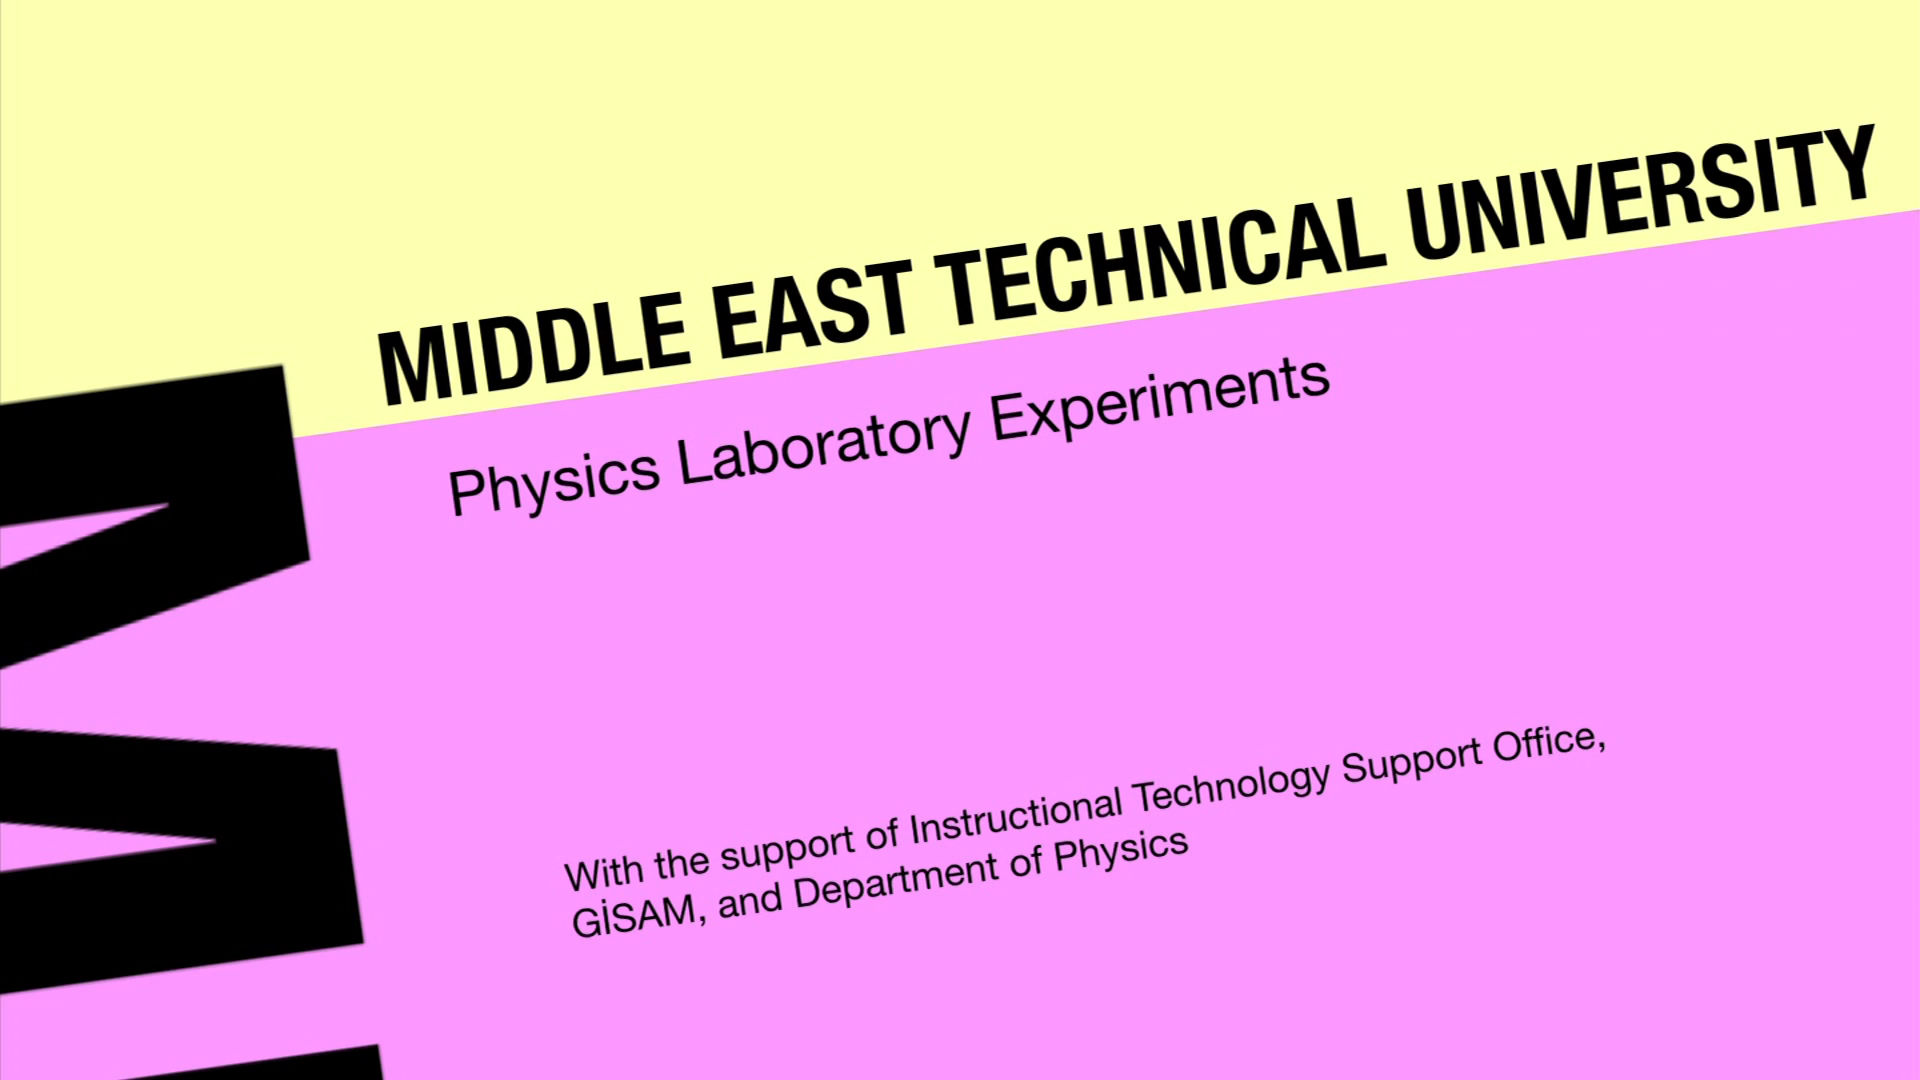 MIDDLE EAST TECHNICAL UNIVERSITY
Physics Laboratory Experiments
With the support of Instructional Technology Support Office,
GİSAM, and Department of Physics